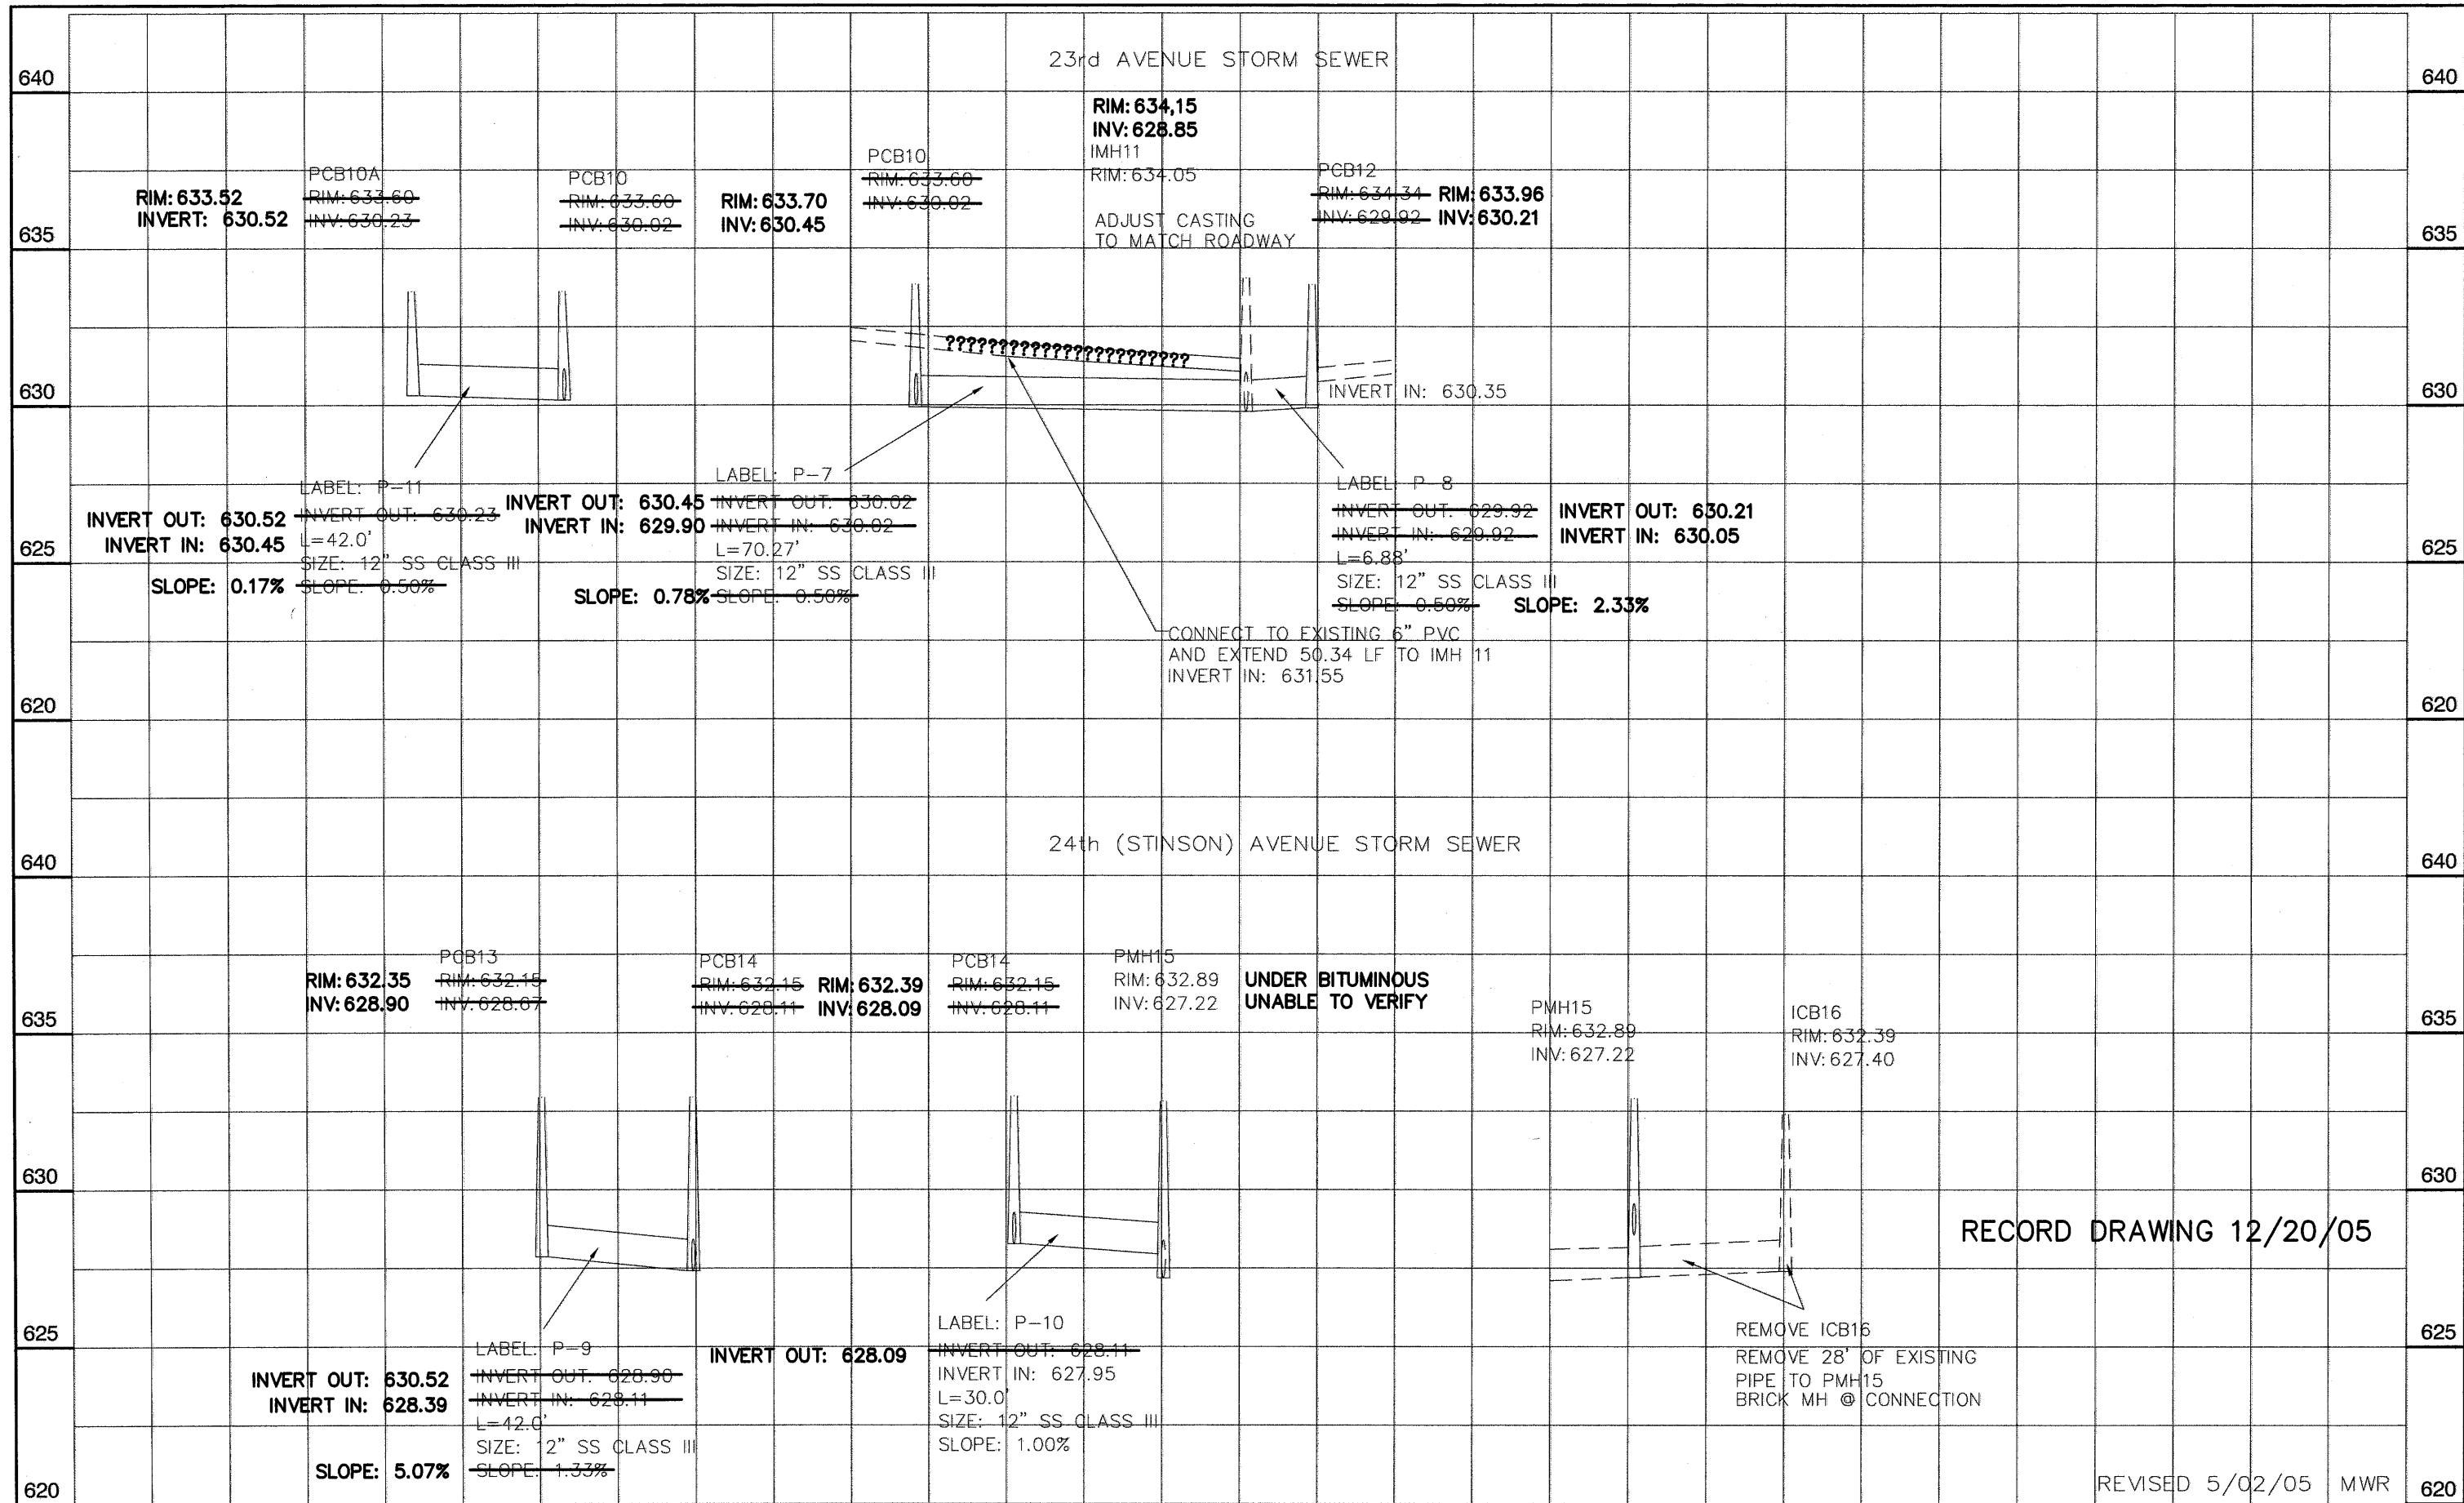 23rd AVENUE STORM SEWER
640
640
RIM: 634,15
INV: 628.85
IMH11
RIM: 634.05
ADJUST CASTING
TO MATCH ROADWAY
RIM: 633.52
INVERT: 630.52
PCB10A
RIM: 633.60
INV: 630.23
PCB10
RIM: 633.60
INV: 630.02
RIM: 633.70
INV: 630.45
PCB10
RIM: 633.60
INV: 630.02
PCB12
RIM: 634.34 RIM: 633.96
INV: 629.92 INV: 630.21
635
635
???????????????????????
630
630
INVERT IN: 630.35
LABEL: P-11
INVERT OUT: 630.52 INVERT OUT: 630.23
INVERT IN: 630.45
L=42.0'
SIZE: 12" SS CLASS III
SLOPE: 0.17% SLOPE: 0.50%
LABEL: P-7
INVERT OUT: 630.45 INVERT OUT: 630.02
INVERT IN: 629.90 INVERT IN: 630.02
L=70.27'
SIZE: 12" SS CLASS III
SLOPE: 0.78% SLOPE: 0.50%
LABEL: P-8
INVERT OUT: 629.92 INVERT OUT: 630.21
INVERT IN: 629.92 INVERT IN: 630.05
L=6.88'
SIZE: 12" SS CLASS III
SLOPE: 0.50% SLOPE: 2.33%
625
625
CONNECT TO EXISTING 6" PVC
AND EXTEND 50.34 LF TO IMH 11
INVERT IN: 631.55
620
620
24th (STINSON) AVENUE STORM SEWER
640
640
PCB13
RIM: 632.35 RIM: 632.15
INV: 628.90 INV: 628.67
PCB14
RIM: 632.15 RIM: 632.39
INV: 628.11 INV: 628.09
PCB14
RIM: 632.15
INV: 628.11
PMH15
RIM: 632.89
INV: 627.22
UNDER BITUMINOUS
UNABLE TO VERIFY
PMH15
RIM: 632.89
INV: 627.22
ICB16
RIM: 632.39
INV: 627.40
635
635
630
630
RECORD DRAWING 12/20/05
625
625
LABEL: P-9
INVERT OUT: 630.52 INVERT OUT: 628.90
INVERT IN: 628.39 INVERT IN: 628.11
L=42.0'
SIZE: 12" SS CLASS III
SLOPE: 5.07% SLOPE: 1.33%
LABEL: P-10
INVERT OUT: 628.09 INVERT OUT: 628.11
INVERT IN: 627.95
L=30.0'
SIZE: 12" SS CLASS III
SLOPE: 1.00%
REMOVE ICB16
REMOVE 28' OF EXISTING
PIPE TO PMH15
BRICK MH @ CONNECTION
620
620
REVISED 5/02/05 MWR